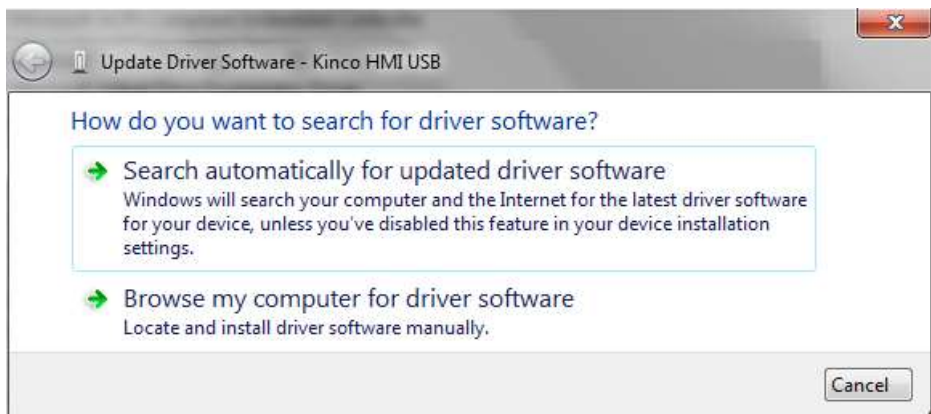 Update Driver Software - Kinco HMI USB
How do you want to search for driver software?
Search automatically for updated driver software
Windows will search your computer and the Internet for the latest driver software
for your device, unless you've disabled this feature in your device installation
settings.
Browse my computer for driver software
Locate and install driver software manually.
Cancel